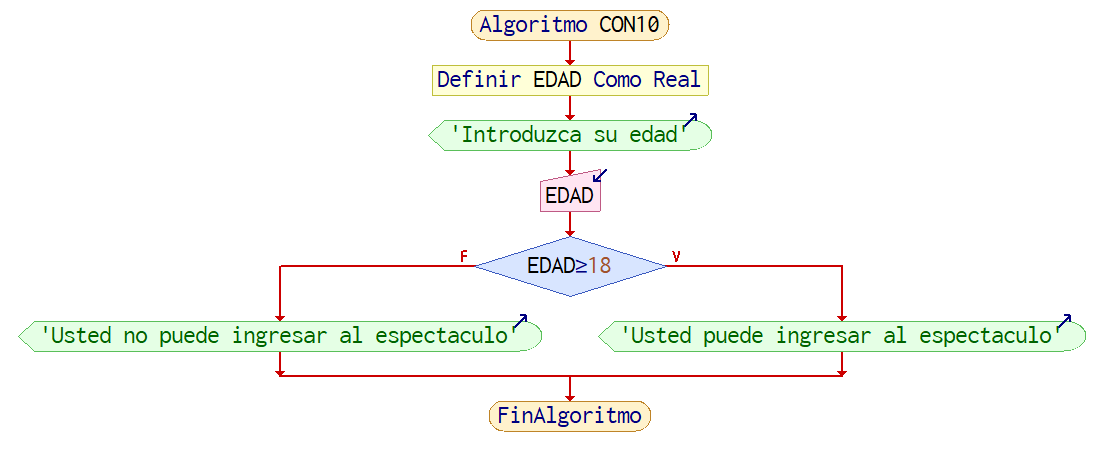 Algoritmo CON10
Definir EDAD Como Real
'Introduzca su edad'
EDAD
F
EDAD≥18
V
'Usted no puede ingresar al espectaculo'
'Usted puede ingresar al espectaculo'
FinAlgoritmo